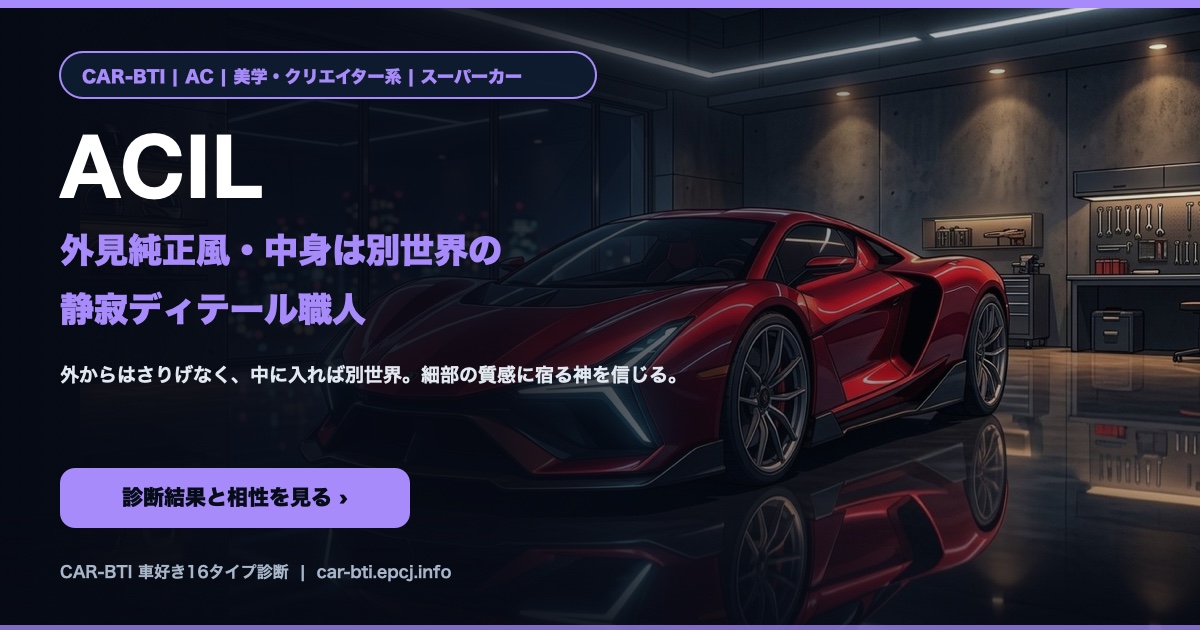 CAR-BTI | AC | 美学・クリエイター系 | スーパーカー
ACIL
外見純正風・中身は別世界の
静寂ディテール職人
外からはさりげなく、中に入れば別世界。細部の質感に宿る神を信じる。
診断結果と相性を見る ›
CAR-BTI 車好き16タイプ診断 | car-bti.epcj.info